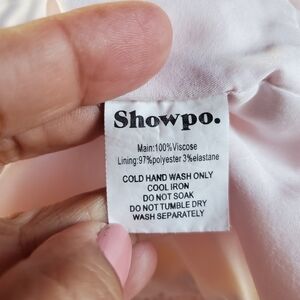 Showpo.
Main:100%Viscose
Lining:97%polyester 3%elastane
COLD HAND WASH ONLY
COOL IRON
DO NOT SOAK
DO NOT TUMBLE DRY
WASH SEPARATELY